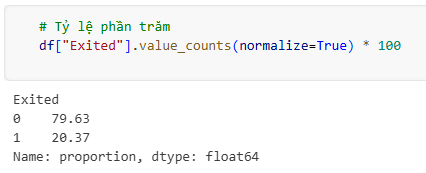 # Tỷ lệ phần trăm
df["Exited"].value_counts(normalize=True) * 100
Exited
0    79.63
1    20.37
Name: proportion, dtype: float64